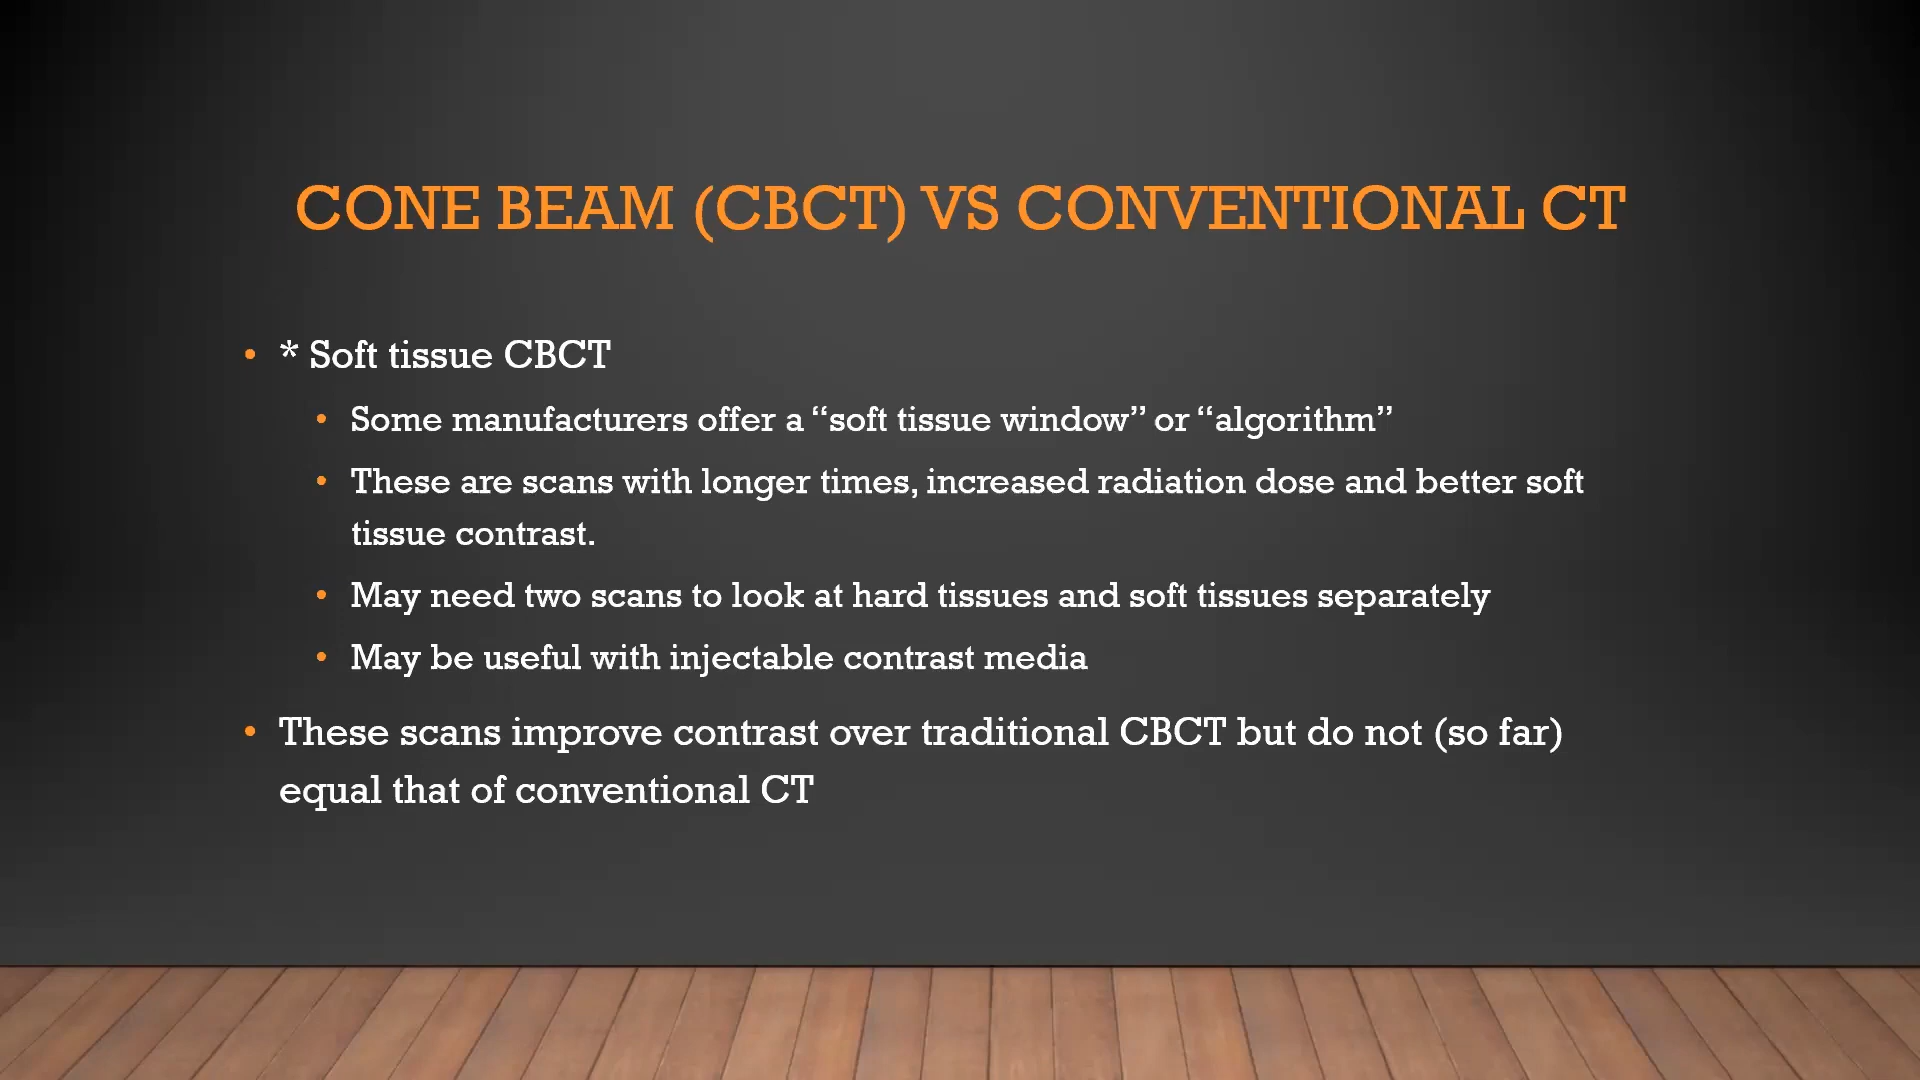 CONE BEAM (CBCT) VS CONVENTIONAL CT
• * Soft tissue CBCT
• Some manufacturers offer a “soft tissue window” or “algorithm”
• These are scans with longer times, increased radiation dose and better soft
tissue contrast.
• May need two scans to look at hard tissues and soft tissues separately
• May be useful with injectable contrast media
• These scans improve contrast over traditional CBCT but do not (so far)
equal that of conventional CT